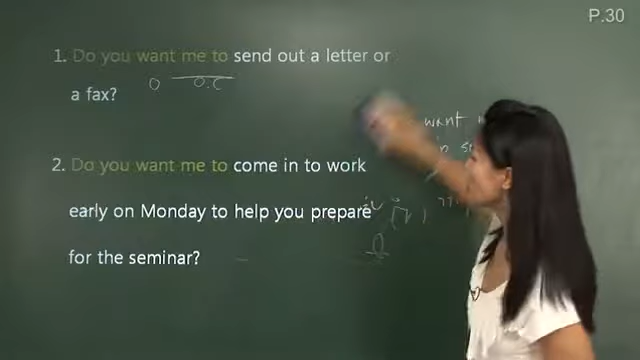 P.30
1. Do you want me to send out a letter or
a fax?
O O.C
want
2. Do you want me to come in to work
early on Monday to help you prepare
for the seminar?